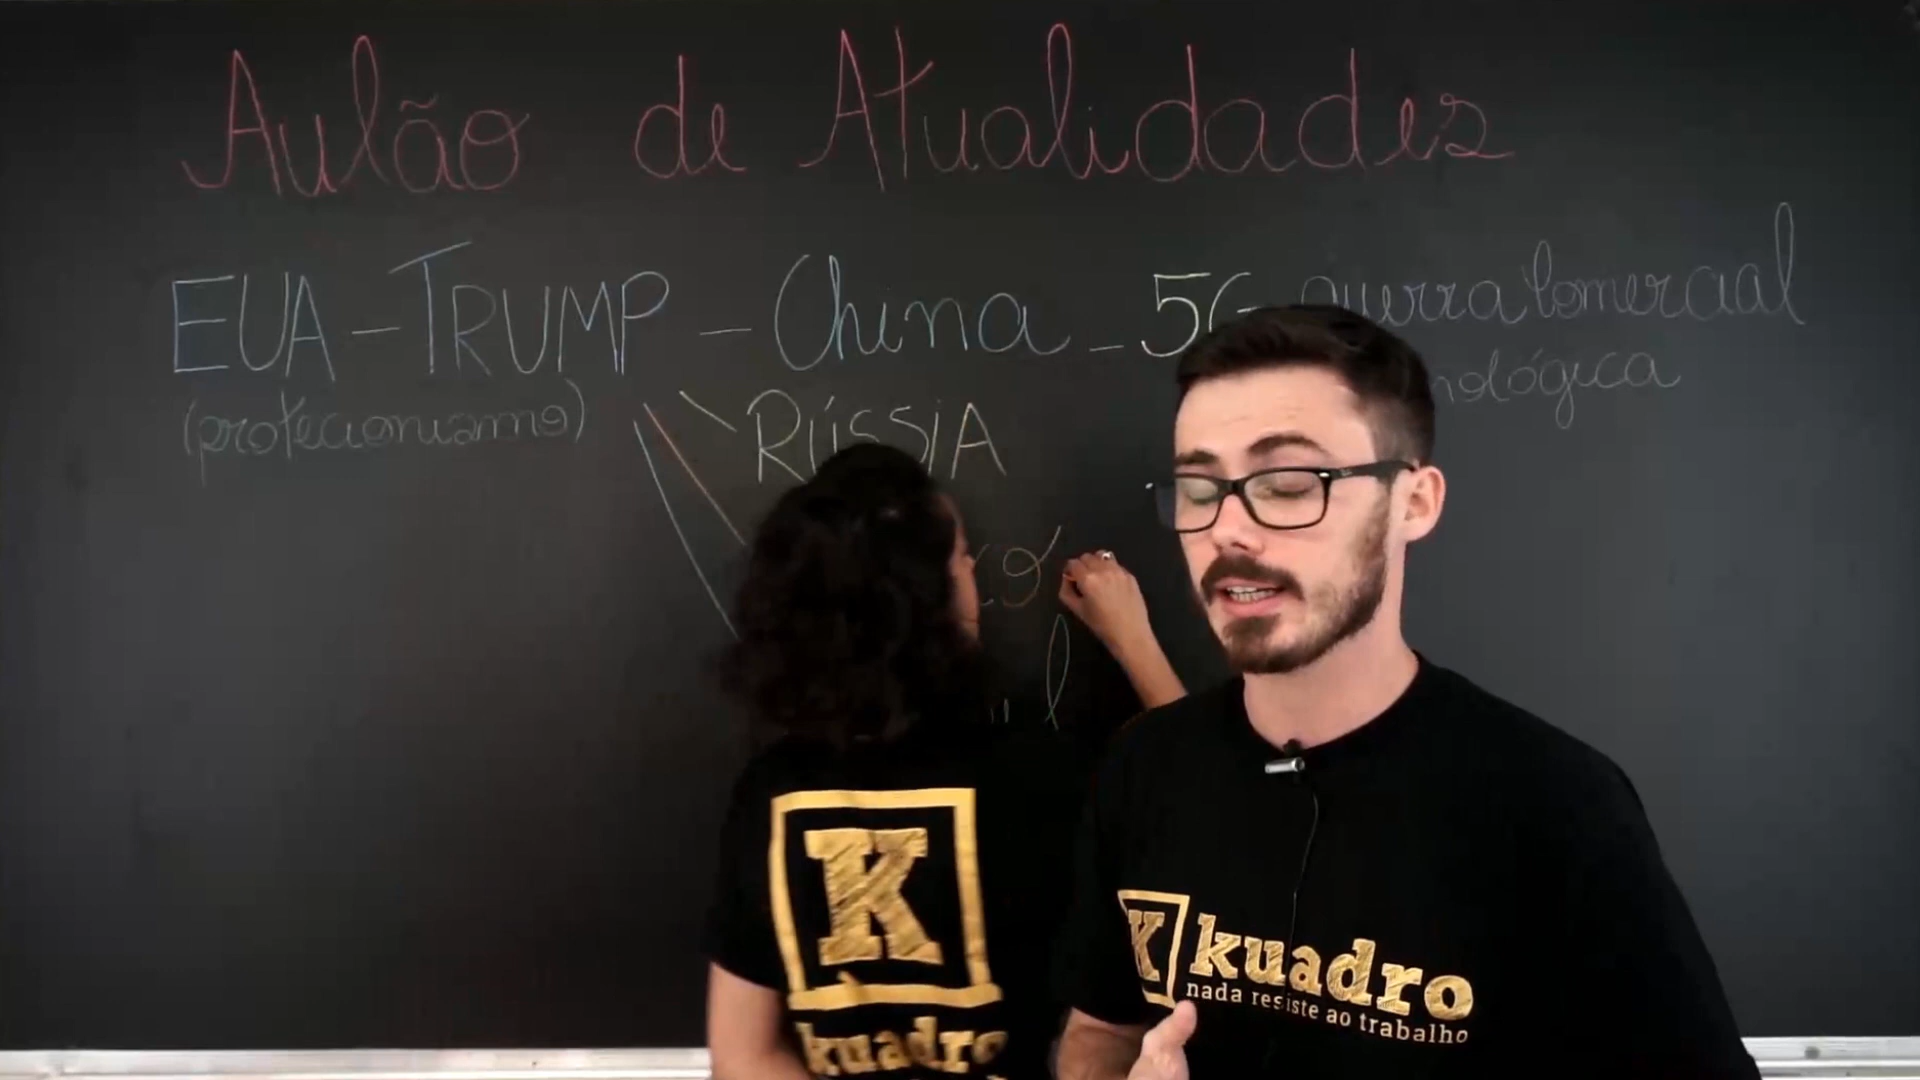 Aulão de Atualidades
EUA - TRUMP - China - 5G guerra Comercial
(protecionismo)
RÚSSIA
K
kuadro
K kuadro
nada resiste ao trabalho